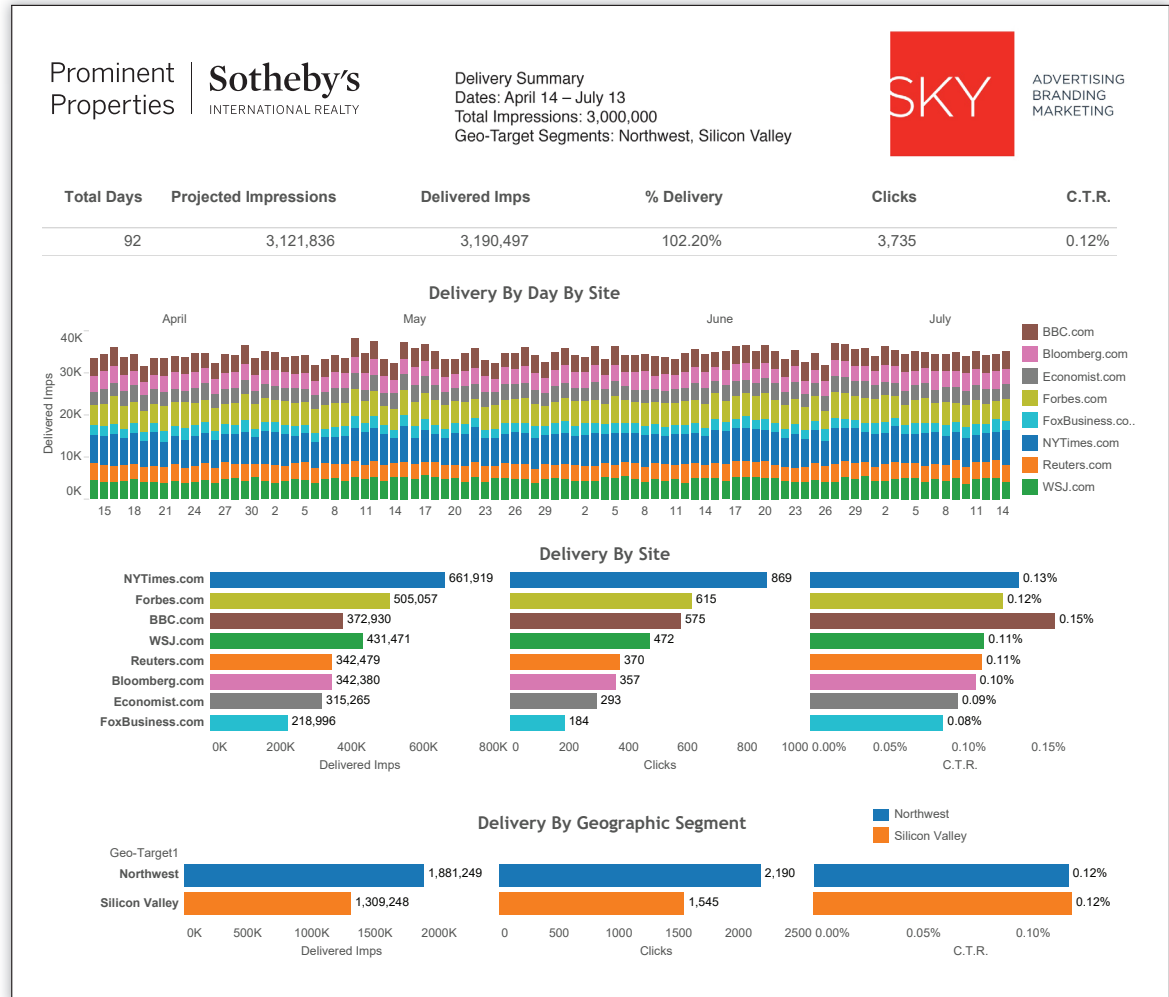 Prominent
Properties
Sotheby's
INTERNATIONAL REALTY
Delivery Summary
Dates: April 14 – July 13
Total Impressions: 3,000,000
Geo-Target Segments: Northwest, Silicon Valley
SKY
ADVERTISING
BRANDING
MARKETING
Total Days Projected Impressions Delivered Imps % Delivery Clicks C.T.R.
92 3,121,836 3,190,497 102.20% 3,735 0.12%
Delivery By Day By Site
April May June July
Delivered Imps
40K
30K
20K
10K
0K
15 18 21 24 27 30 2 5 8 11 14 17 20 23 26 29 2 5 8 11 14 17 20 23 26 29 2 5 8 11 14
BBC.com
Bloomberg.com
Economist.com
Forbes.com
FoxBusiness.co..
NYTimes.com
Reuters.com
WSJ.com
Delivery By Site
NYTimes.com 661,919 869 0.13%
Forbes.com 505,057 615 0.12%
BBC.com 372,930 575 0.15%
WSJ.com 431,471 472 0.11%
Reuters.com 342,479 370 0.11%
Bloomberg.com 342,380 357 0.10%
Economist.com 315,265 293 0.09%
FoxBusiness.com 218,996 184 0.08%
0K 200K 400K 600K 800K 0 200 400 600 800 1000 0.00% 0.05% 0.10% 0.15%
Delivered Imps Clicks C.T.R.
Delivery By Geographic Segment
Northwest
Silicon Valley
Geo-Target1
Northwest 1,881,249 2,190 0.12%
Silicon Valley 1,309,248 1,545 0.12%
0K 500K 1000K 1500K 2000K 0 500 1000 1500 2000 2500 0.00% 0.05% 0.10%
Delivered Imps Clicks C.T.R.